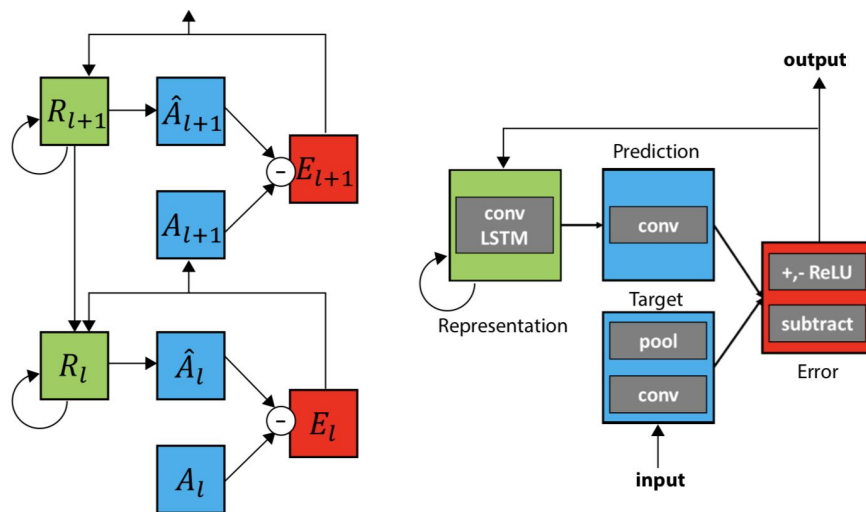 R_{l+1}
Â_{l+1}
-
E_{l+1}
A_{l+1}
R_l
Â_l
-
E_l
A_l
output
Prediction
conv
LSTM
conv
+,- ReLU
subtract
Error
Representation
Target
pool
conv
input